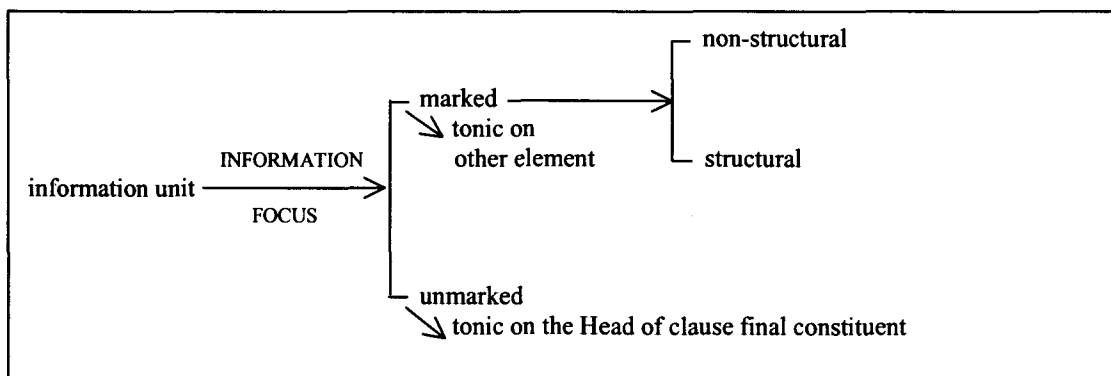 non-structural
marked
tonic on
other element
structural
INFORMATION
information unit
FOCUS
unmarked
tonic on the Head of clause final constituent